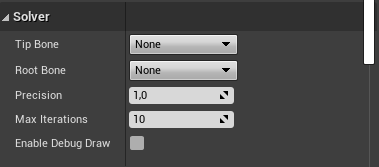 Solver
Tip Bone None
Root Bone None
Precision 1,0
Max Iterations 10
Enable Debug Draw